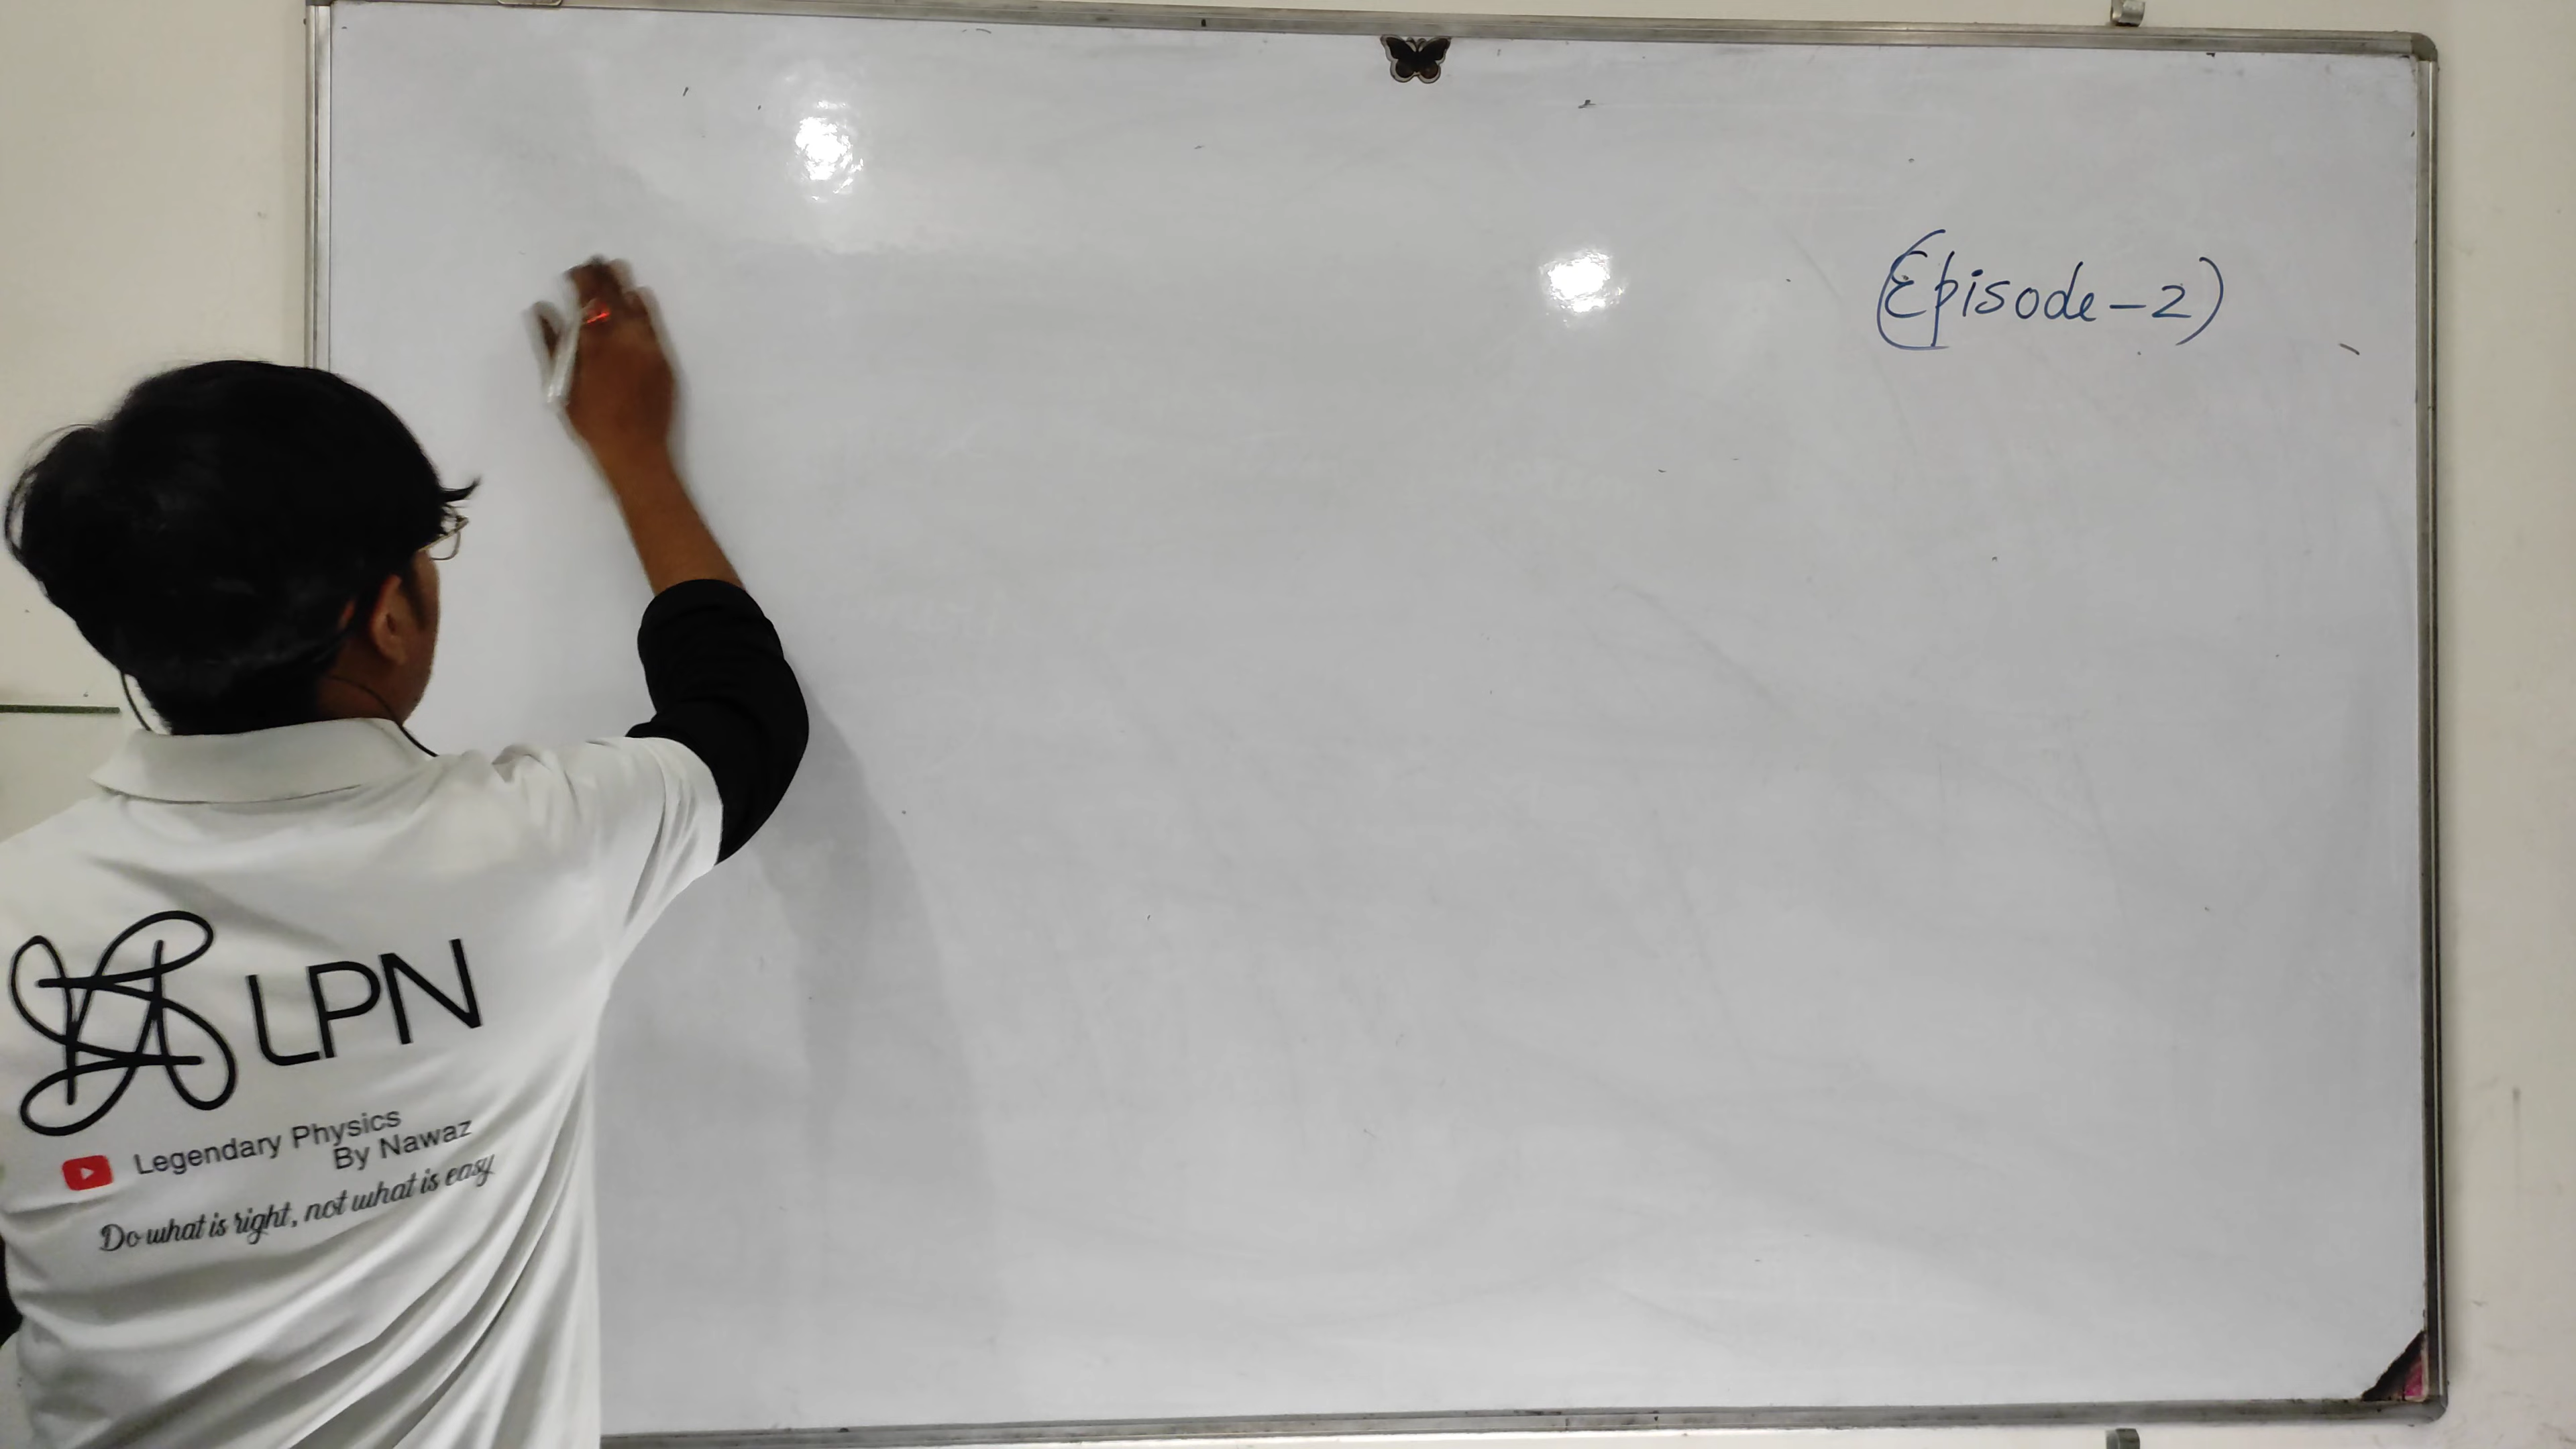 (Episode-2)
LPN
Legendary Physics
By Nawaz
Do what is right, not what is easy